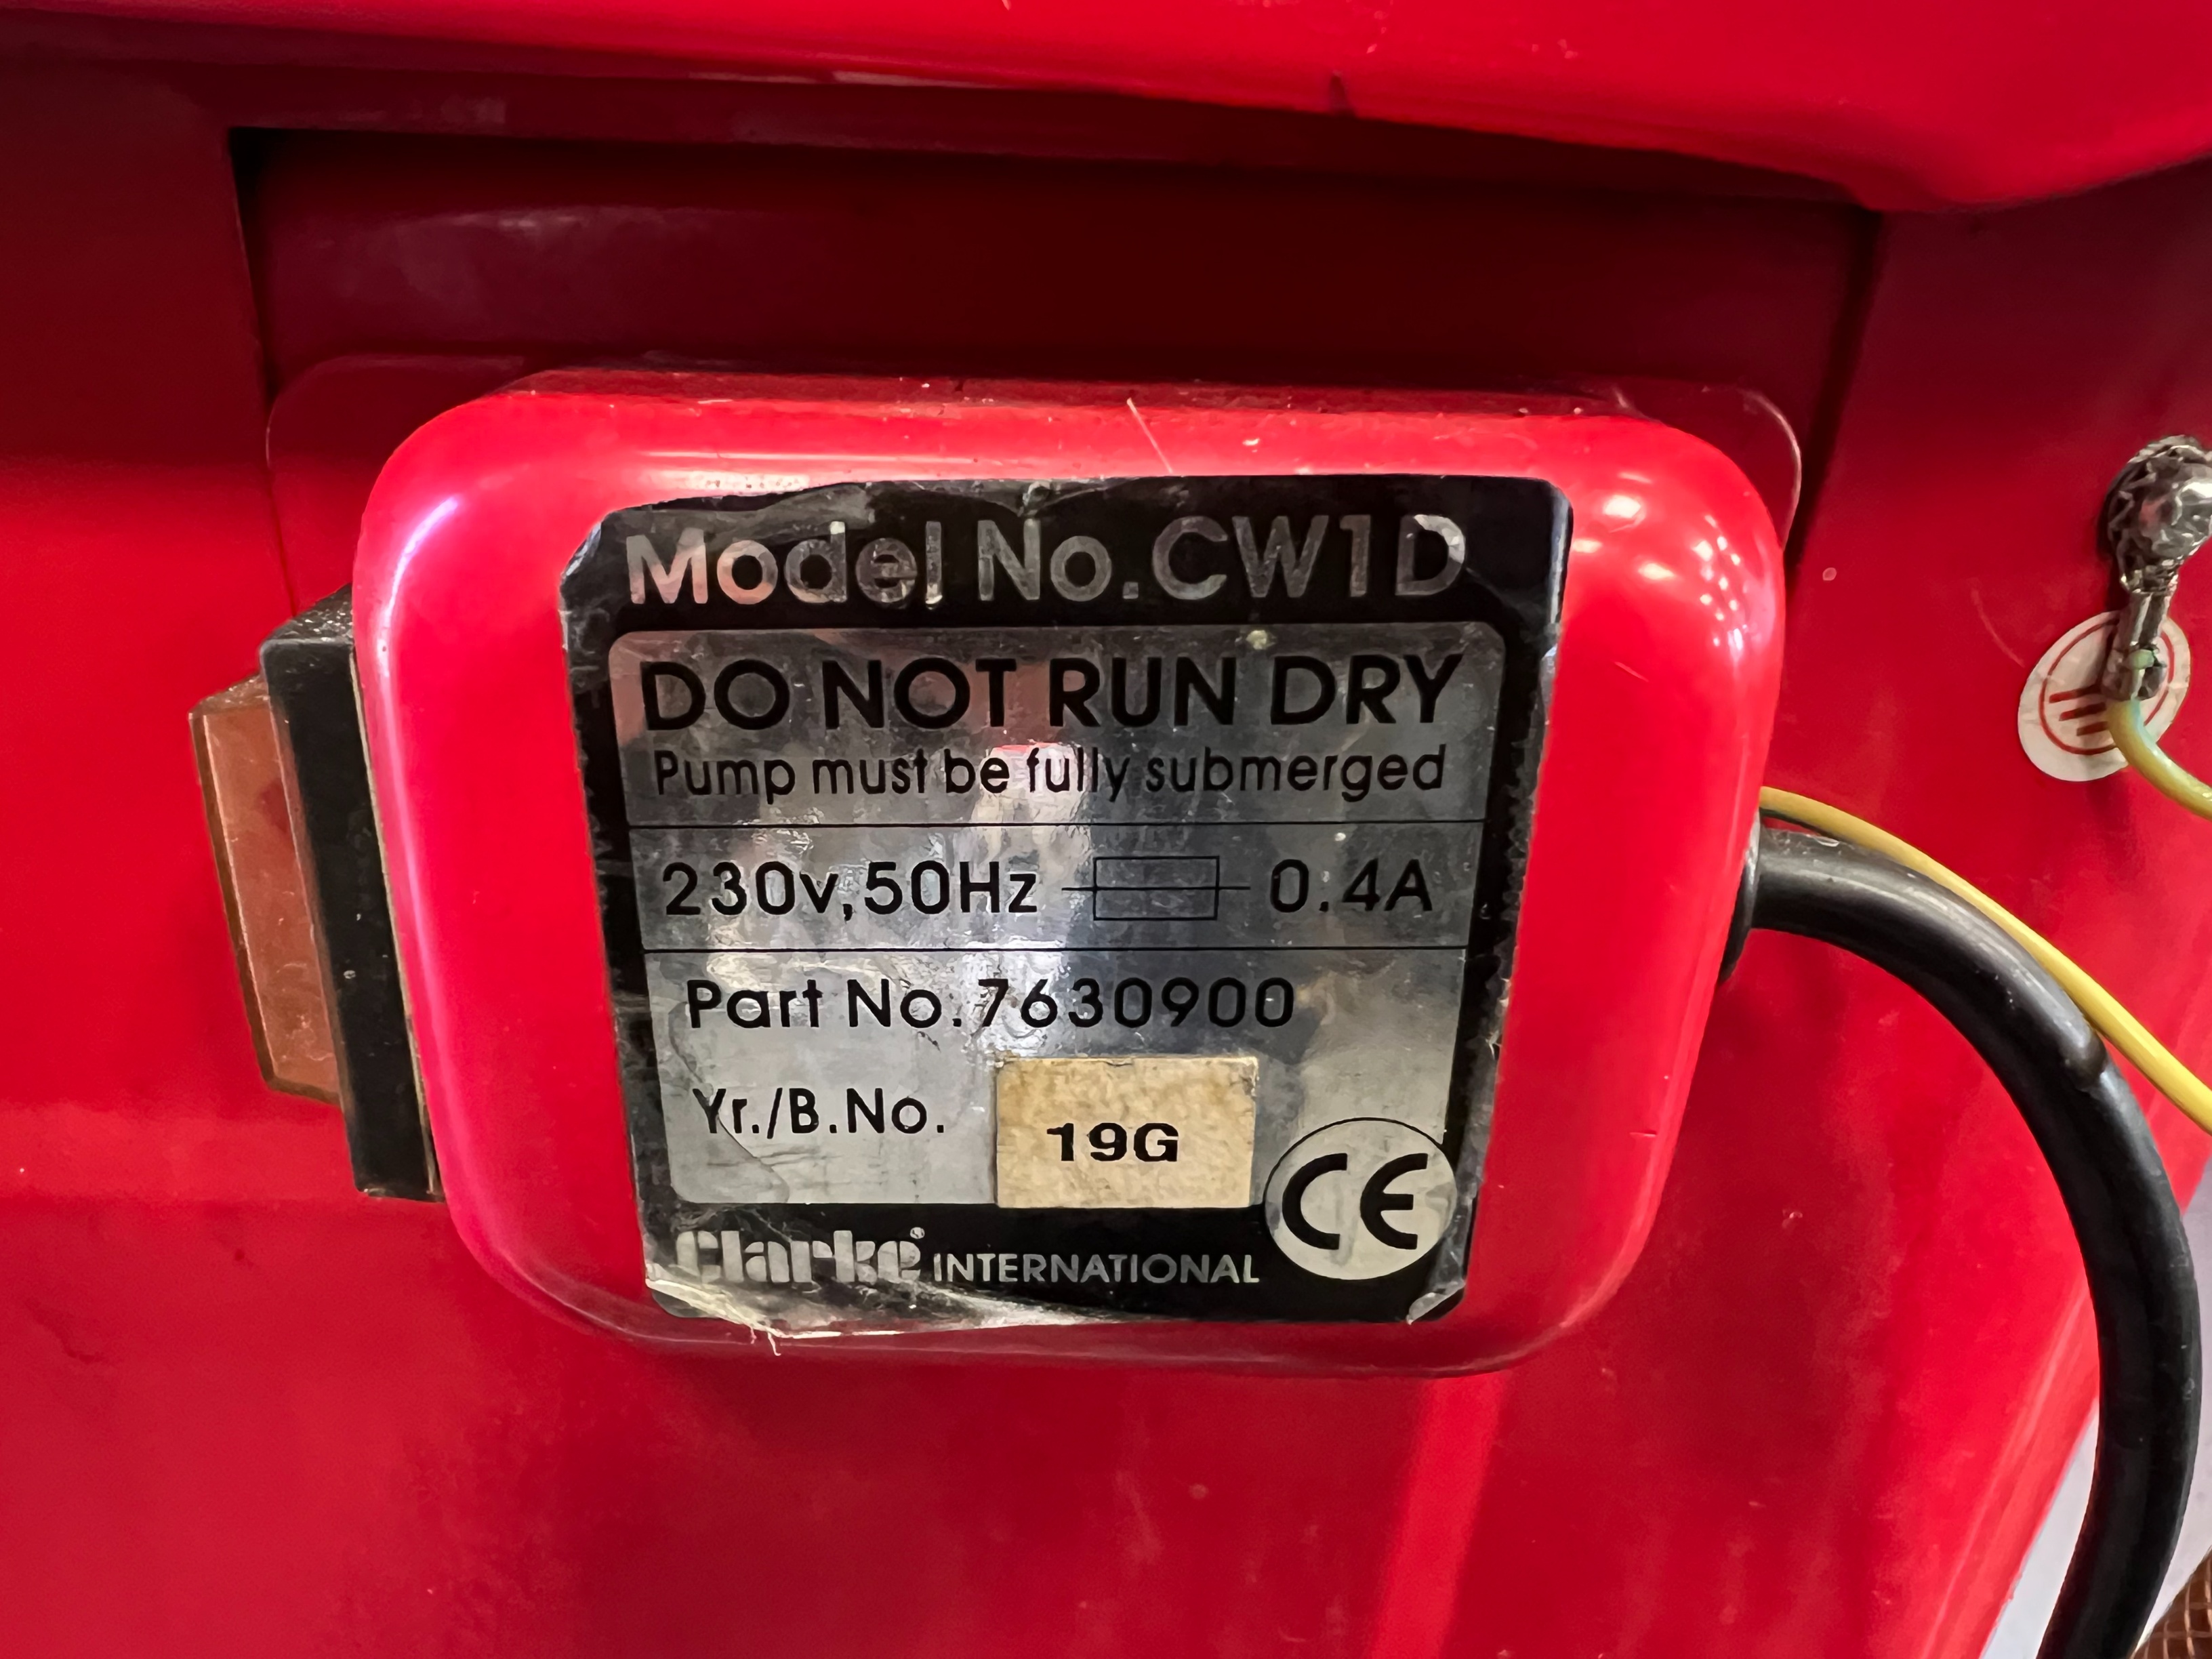 Model No. CW1D
DO NOT RUN DRY
Pump must be fully submerged
230v, 50Hz 0.4A
Part No. 7630900
Yr./B.No. 19G
Clarke® INTERNATIONAL CE